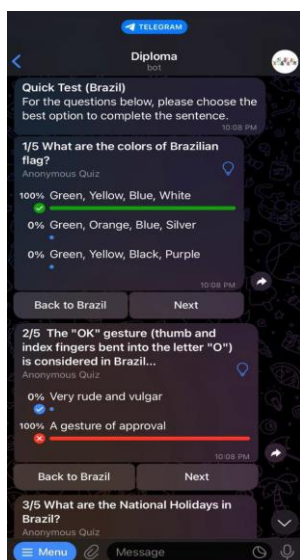 TELEGRAM
Diploma
bot
Quick Test (Brazil)
For the questions below, please choose the
best option to complete the sentence.
10:08 PM
1/5 What are the colors of Brazilian
flag?
Anonymous Quiz
100% Green, Yellow, Blue, White
0% Green, Orange, Blue, Silver
0% Green, Yellow, Black, Purple
10:08 PM
Back to Brazil Next
2/5 The "OK" gesture (thumb and
index fingers bent into the letter "O")
is considered in Brazil...
Anonymous Quiz
0% Very rude and vulgar
100% A gesture of approval
10:08 PM
Back to Brazil Next
3/5 What are the National Holidays in
Brazil?
Anonymous Quiz
Menu Message